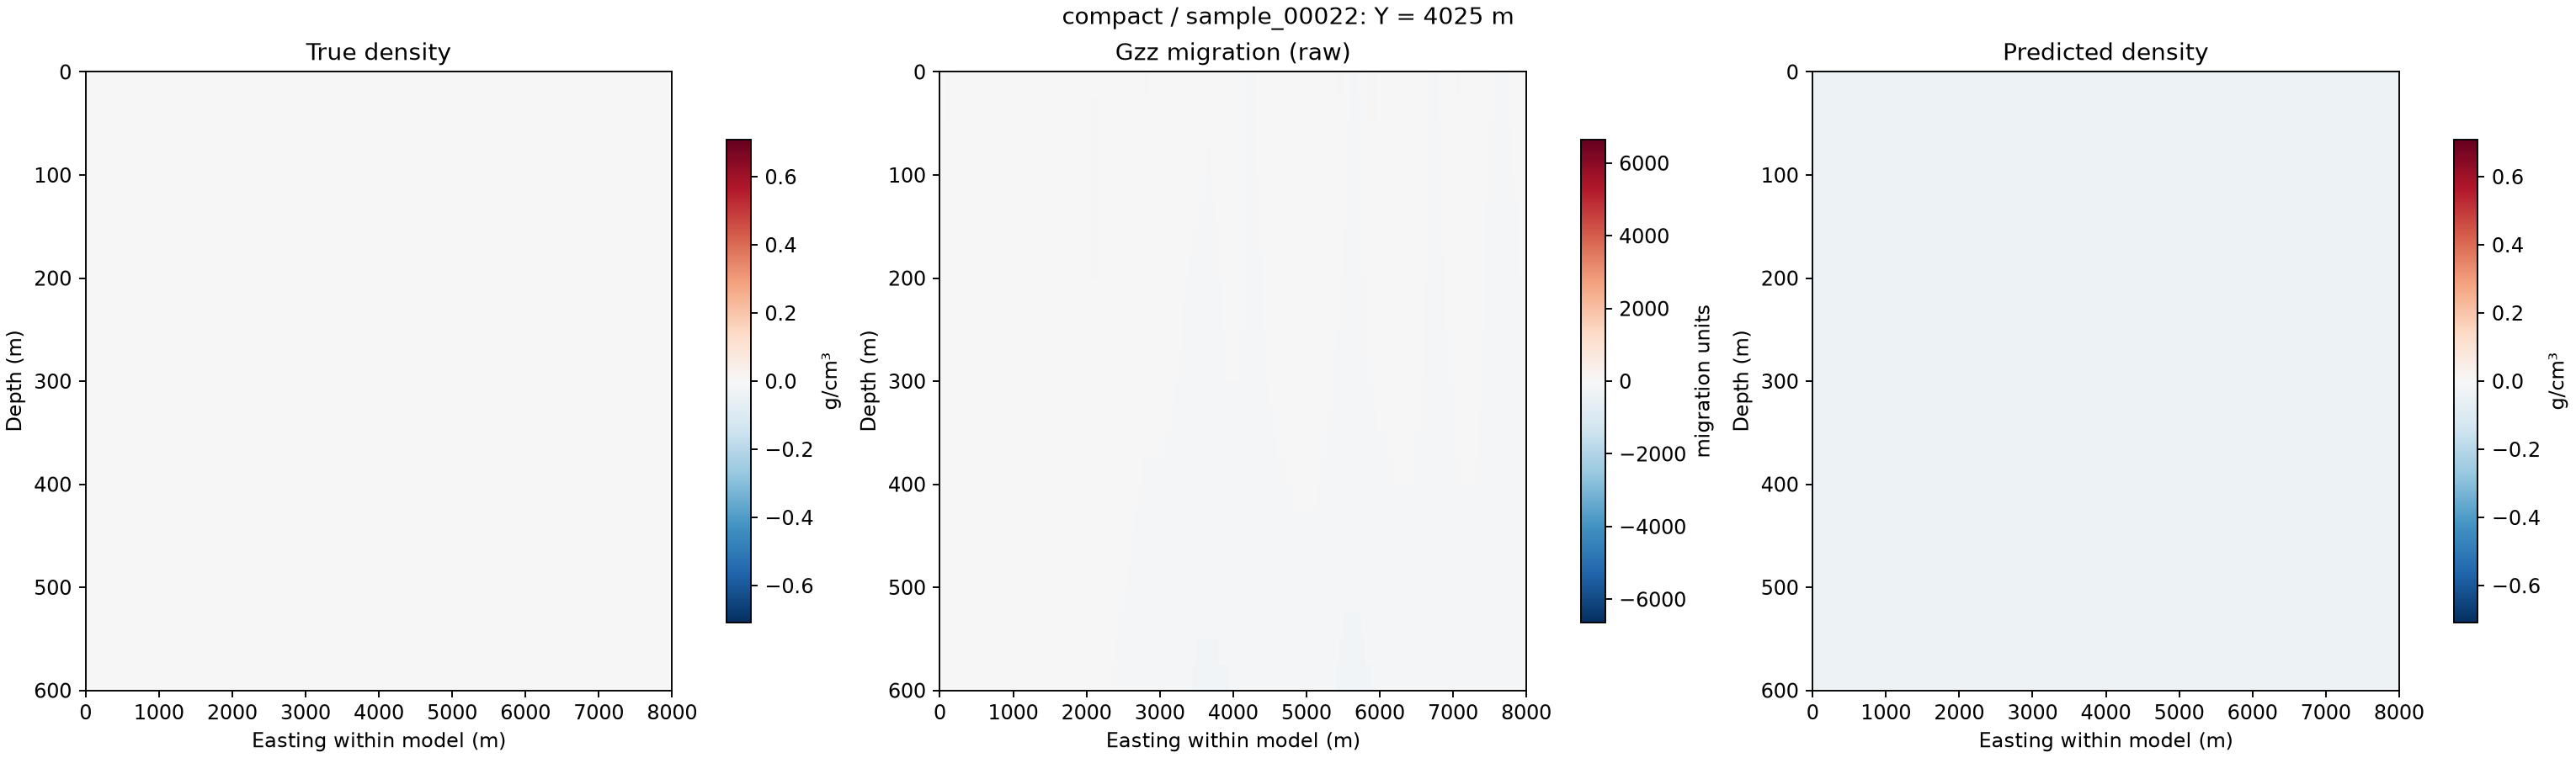 compact / sample_00022: Y = 4025 m
True density
0
100
200
300
400
500
600
Depth (m)
0 1000 2000 3000 4000 5000 6000 7000 8000
Easting within model (m)
0.6
0.4
0.2
0.0
−0.2
−0.4
−0.6
g/cm³
Gzz migration (raw)
0
100
200
300
400
500
600
Depth (m)
0 1000 2000 3000 4000 5000 6000 7000 8000
Easting within model (m)
6000
4000
2000
0
−2000
−4000
−6000
migration units
Predicted density
0
100
200
300
400
500
600
Depth (m)
0 1000 2000 3000 4000 5000 6000 7000 8000
Easting within model (m)
0.6
0.4
0.2
0.0
−0.2
−0.4
−0.6
g/cm³